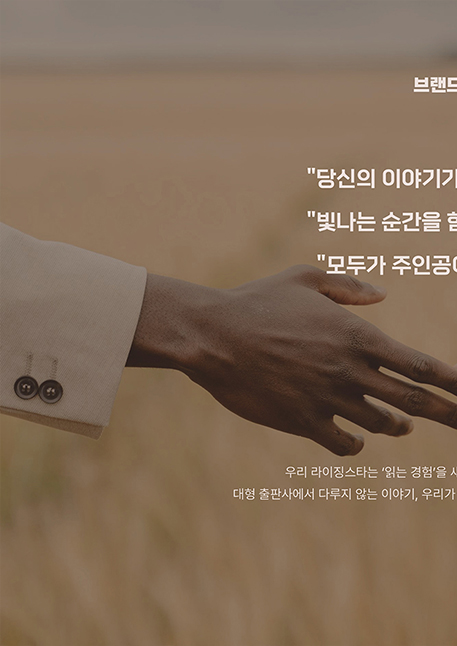 브랜드
"당신의 이야기가
"빛나는 순간을 함
"모두가 주인공이
우리 라이징스타는 '읽는 경험'을 사
대형 출판사에서 다루지 않는 이야기, 우리가